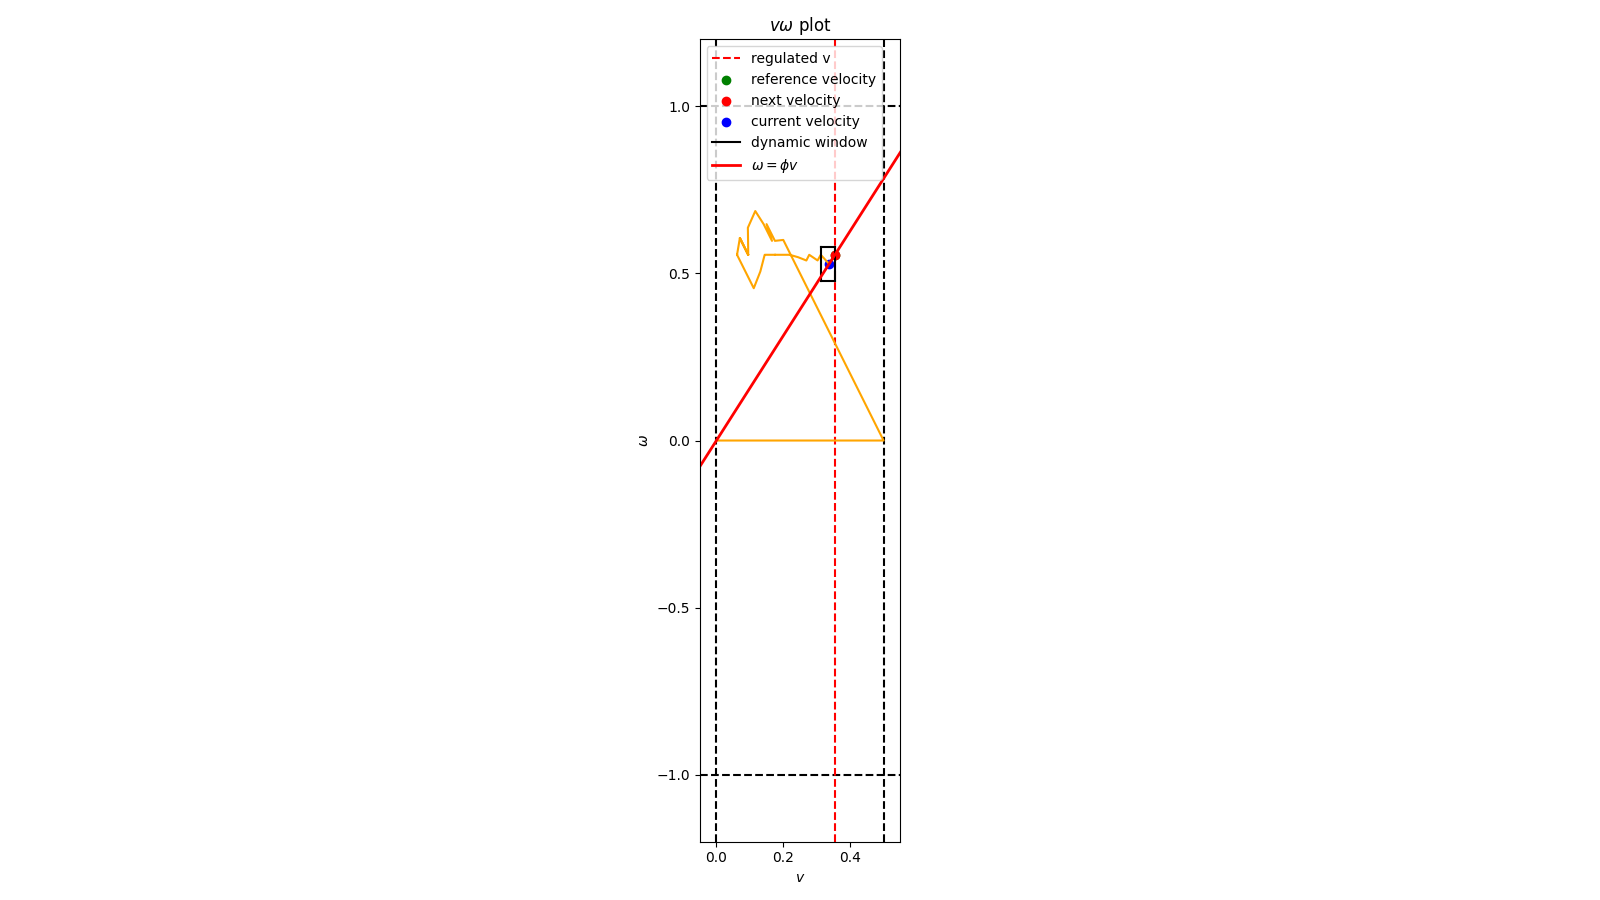 vω plot
regulated v
reference velocity
next velocity
current velocity
dynamic window
ω = ϕv
1.0
0.5
0.0
−0.5
−1.0
ω
0.0 0.2 0.4
v